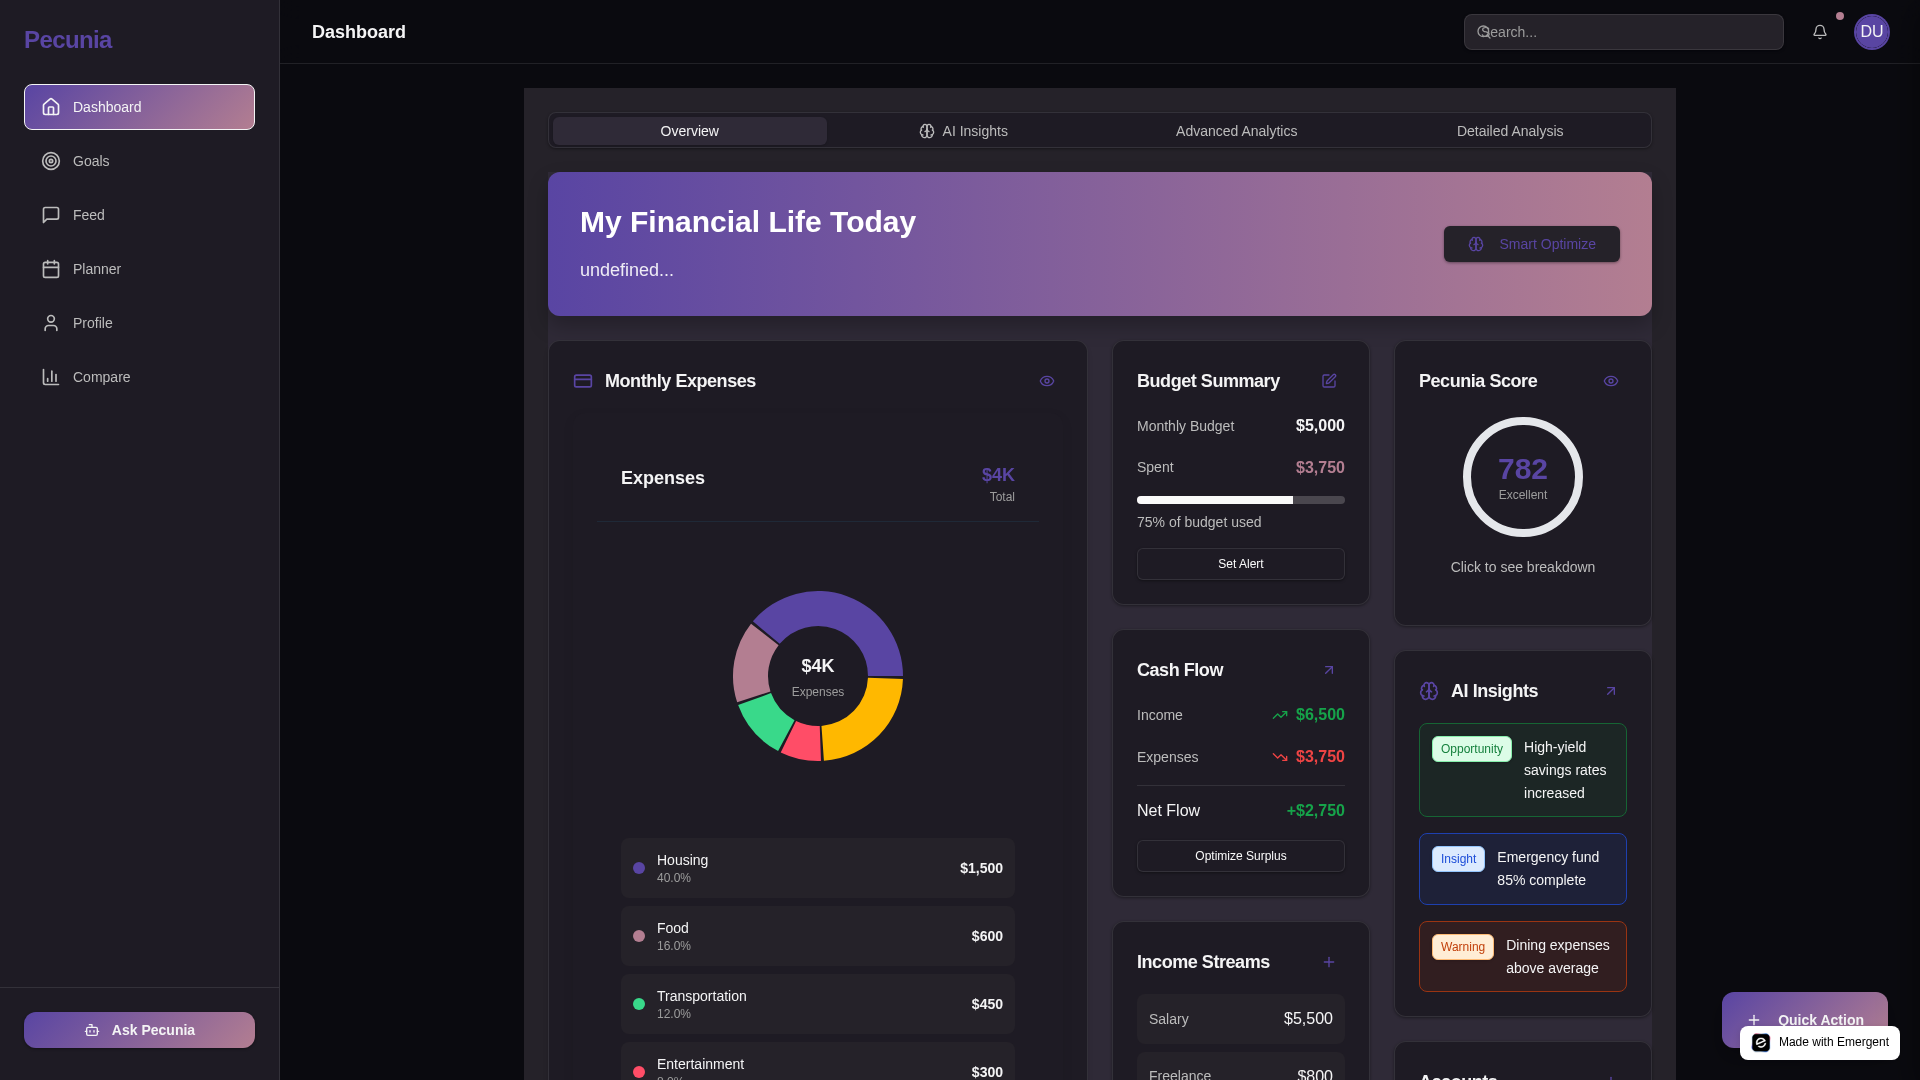 Pecunia
Dashboard
Goals
Feed
Planner
Profile
Compare
Ask Pecunia
Dashboard
Search...
DU
Overview
AI Insights
Advanced Analytics
Detailed Analysis
My Financial Life Today
undefined...
Smart Optimize
Monthly Expenses
Expenses
$4K
Total
$4K
Expenses
Housing
40.0%
$1,500
Food
16.0%
$600
Transportation
12.0%
$450
Entertainment
$300
Budget Summary
Monthly Budget
$5,000
Spent
$3,750
75% of budget used
Set Alert
Cash Flow
Income
$6,500
Expenses
$3,750
Net Flow
+$2,750
Optimize Surplus
Income Streams
Salary
$5,500
Freelance
$800
Pecunia Score
782
Excellent
Click to see breakdown
AI Insights
Opportunity
High-yield
savings rates
increased
Insight
Emergency fund
85% complete
Warning
Dining expenses
above average
Accounts
Quick Action
Made with Emergent